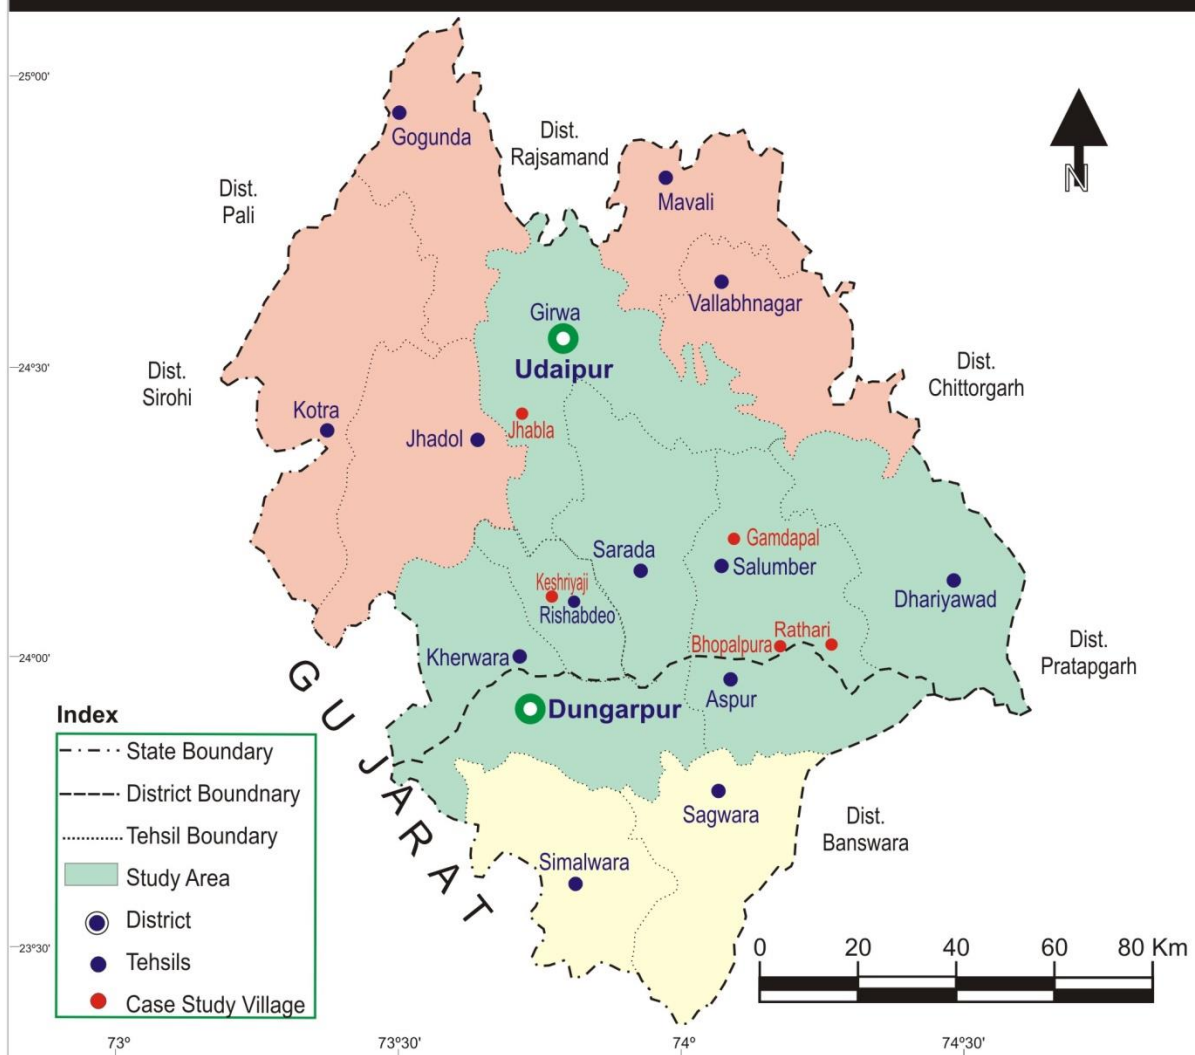 25°00'
Gogunda
Dist.
Rajsamand
Dist.
Pali
Mavali
N
Vallabhnagar
Girwa
Udaipur
24°30'
Dist.
Sirohi
Dist.
Chittorgarh
Kotra
Jhadol
Jhabla
Gamdapal
Sarada
Salumber
Keshriyaji
Rishabdeo
Dhariyawad
Rathari
Bhopalpura
24°00'
Kherwara
Dist.
Pratapgarh
Aspur
Dungarpur
GUJARAT
Sagwara
Dist.
Banswara
Simalwara
Index
State Boundary
District Boundnary
Tehsil Boundary
Study Area
District
Tehsils
Case Study Village
23°30'
0 20 40 60 80 Km
73° 73°30' 74° 74°30'